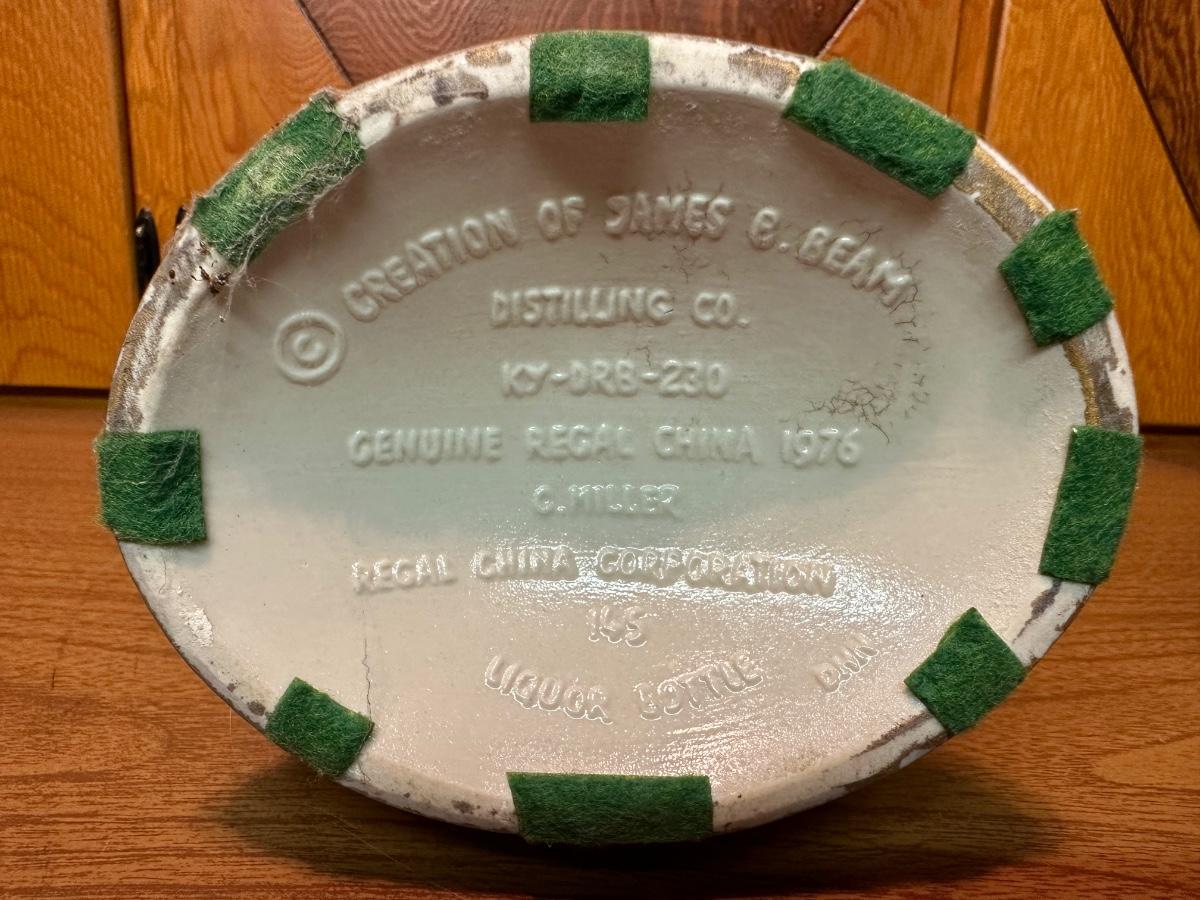 © CREATION OF JAMES B. BEAM
DISTILLING CO.
KY-DRB-230
GENUINE REGAL CHINA 1976
C. MILLER
REGAL CHINA CORPORATION
145
LIQUOR BOTTLE